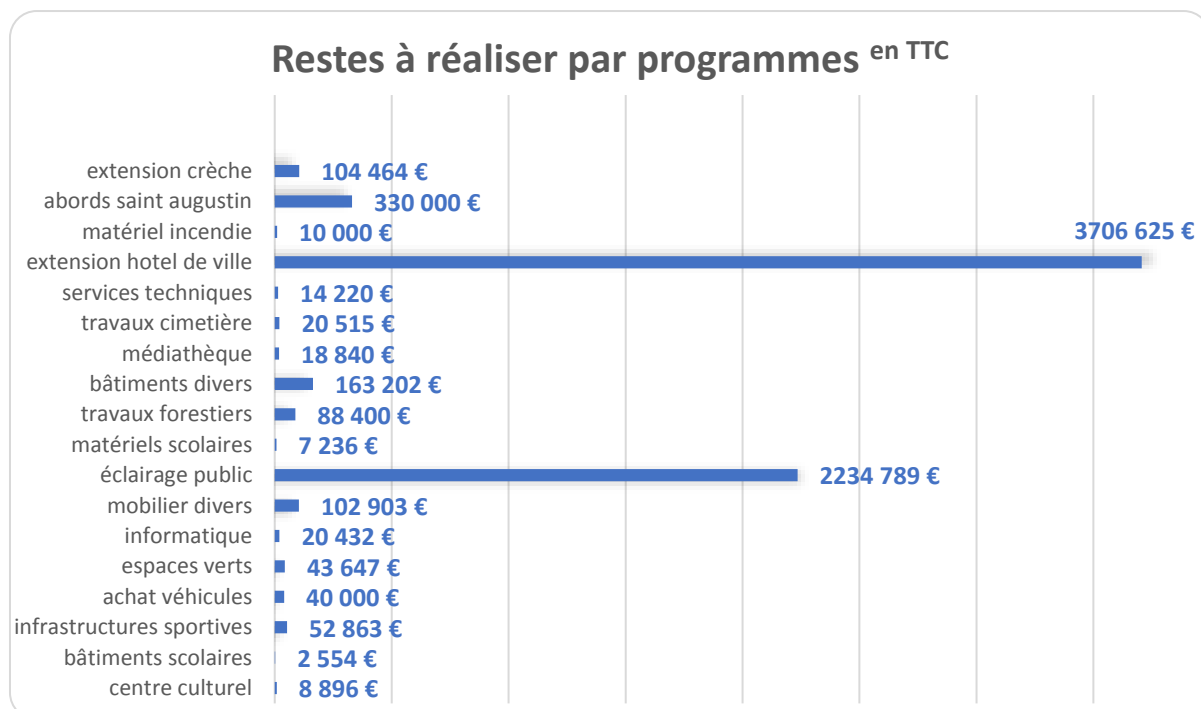 Restes à réaliser par programmes en TTC
extension crèche 104 464 €
abords saint augustin 330 000 €
matériel incendie 10 000 €
extension hotel de ville 3706 625 €
services techniques 14 220 €
travaux cimetière 20 515 €
médiathèque 18 840 €
bâtiments divers 163 202 €
travaux forestiers 88 400 €
matériels scolaires 7 236 €
éclairage public 2234 789 €
mobilier divers 102 903 €
informatique 20 432 €
espaces verts 43 647 €
achat véhicules 40 000 €
infrastructures sportives 52 863 €
bâtiments scolaires 2 554 €
centre culturel 8 896 €